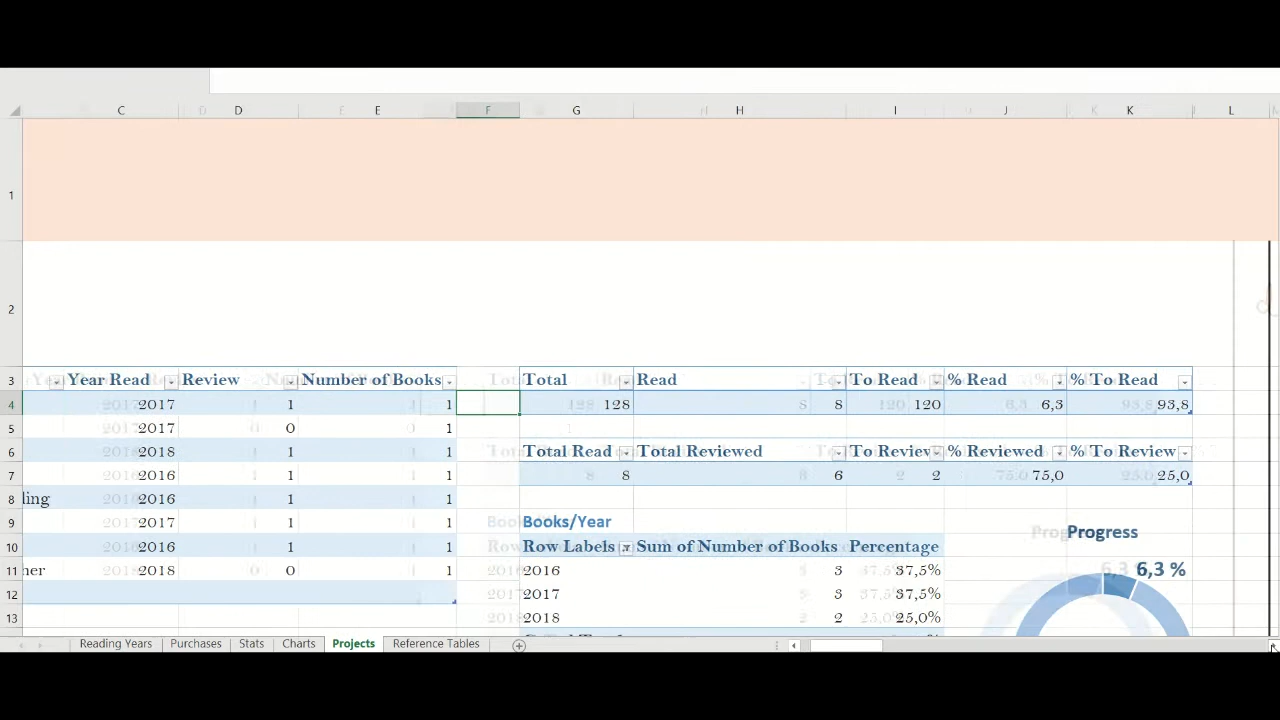 C D E F G H I J K L
1
2
3 Year Read Review Number of Books Total Read To Read % Read % To Read
4 2017 1 1 128 8 120 6,3 93,8
5 2017 0 1
6 2018 1 1 Total Read Total Reviewed To Review % Reviewed % To Review
7 2016 1 1 8 6 2 75,0 25,0
8 ling 2016 1 1
9 2017 1 1 Books/Year Progress
10 2016 1 1 Row Labels Sum of Number of Books Percentage
11 her 2018 0 1 2016 3 37,5% 6,3 %
12 2017 3 37,5%
13 2018 2 25,0%
Reading Years Purchases Stats Charts Projects Reference Tables